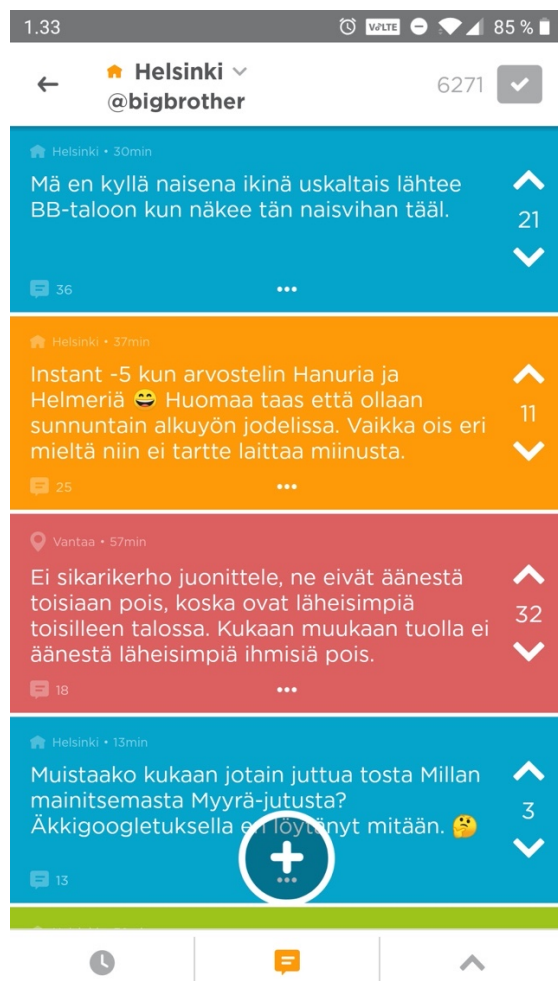 1.33
VoLTE
85 %
Helsinki
@bigbrother
6271
Helsinki • 30min
Mä en kyllä naisena ikinä uskaltais lähtee
BB-taloon kun näkee tän naisvihan tääl.
21
36
Helsinki • 37min
Instant -5 kun arvostelin Hanuria ja
Helmeriä 😄 Huomaa taas että ollaan
sunnuntain alkuyön jodelissa. Vaikka ois eri
mieltä niin ei tartte laittaa miinusta.
11
25
Vantaa • 57min
Ei sikarikerho juonittele, ne eivät äänestä
toisiaan pois, koska ovat läheisimpiä
toisilleen talossa. Kukaan muukaan tuolla ei
äänestä läheisimpiä ihmisiä pois.
32
18
Helsinki • 13min
Muistaako kukaan jotain juttua tosta Millan
mainitsemasta Myyrä-jutusta?
Äkkigoogletuksella en löytänyt mitään. 🤔
3
13